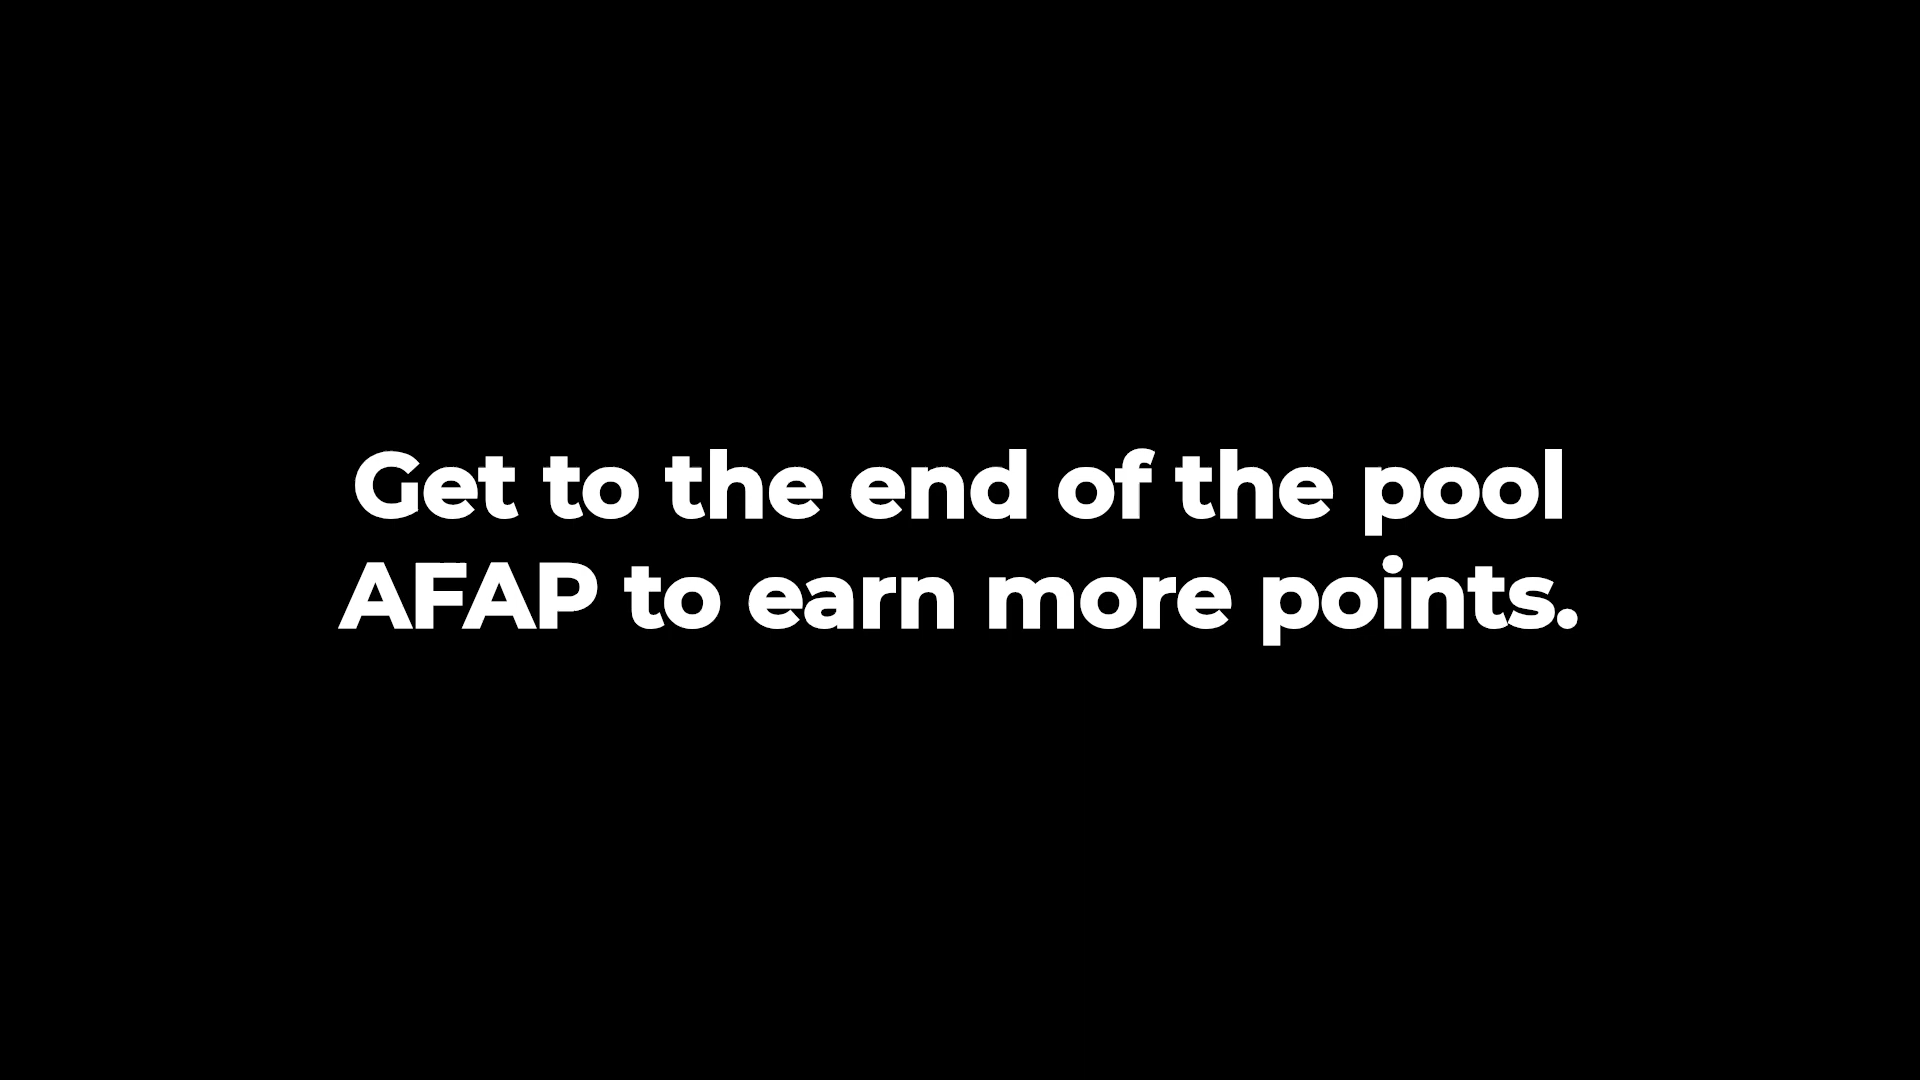 Get to the end of the pool
AFAP to earn more points.